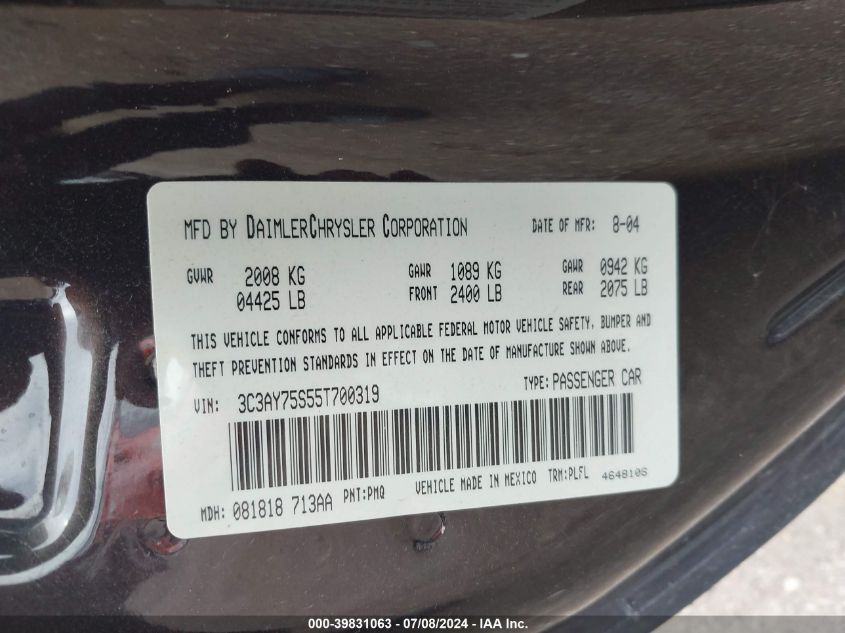 MFD BY DAIMLERCHRYSLER CORPORATION DATE OF MFR: 8-04
GVWR 2008 KG GAWR 1089 KG GAWR 0942 KG
04425 LB FRONT 2400 LB REAR 2075 LB
THIS VEHICLE CONFORMS TO ALL APPLICABLE FEDERAL MOTOR VEHICLE SAFETY, BUMPER AND
THEFT PREVENTION STANDARDS IN EFFECT ON THE DATE OF MANUFACTURE SHOWN ABOVE.
VIN: 3C3AY75S55T700319 TYPE: PASSENGER CAR
MDH: 081818 713AA PNT:PMQ VEHICLE MADE IN MEXICO TRM:PLFL 4648106
000-39831063 - 07/08/2024 - IAA Inc.